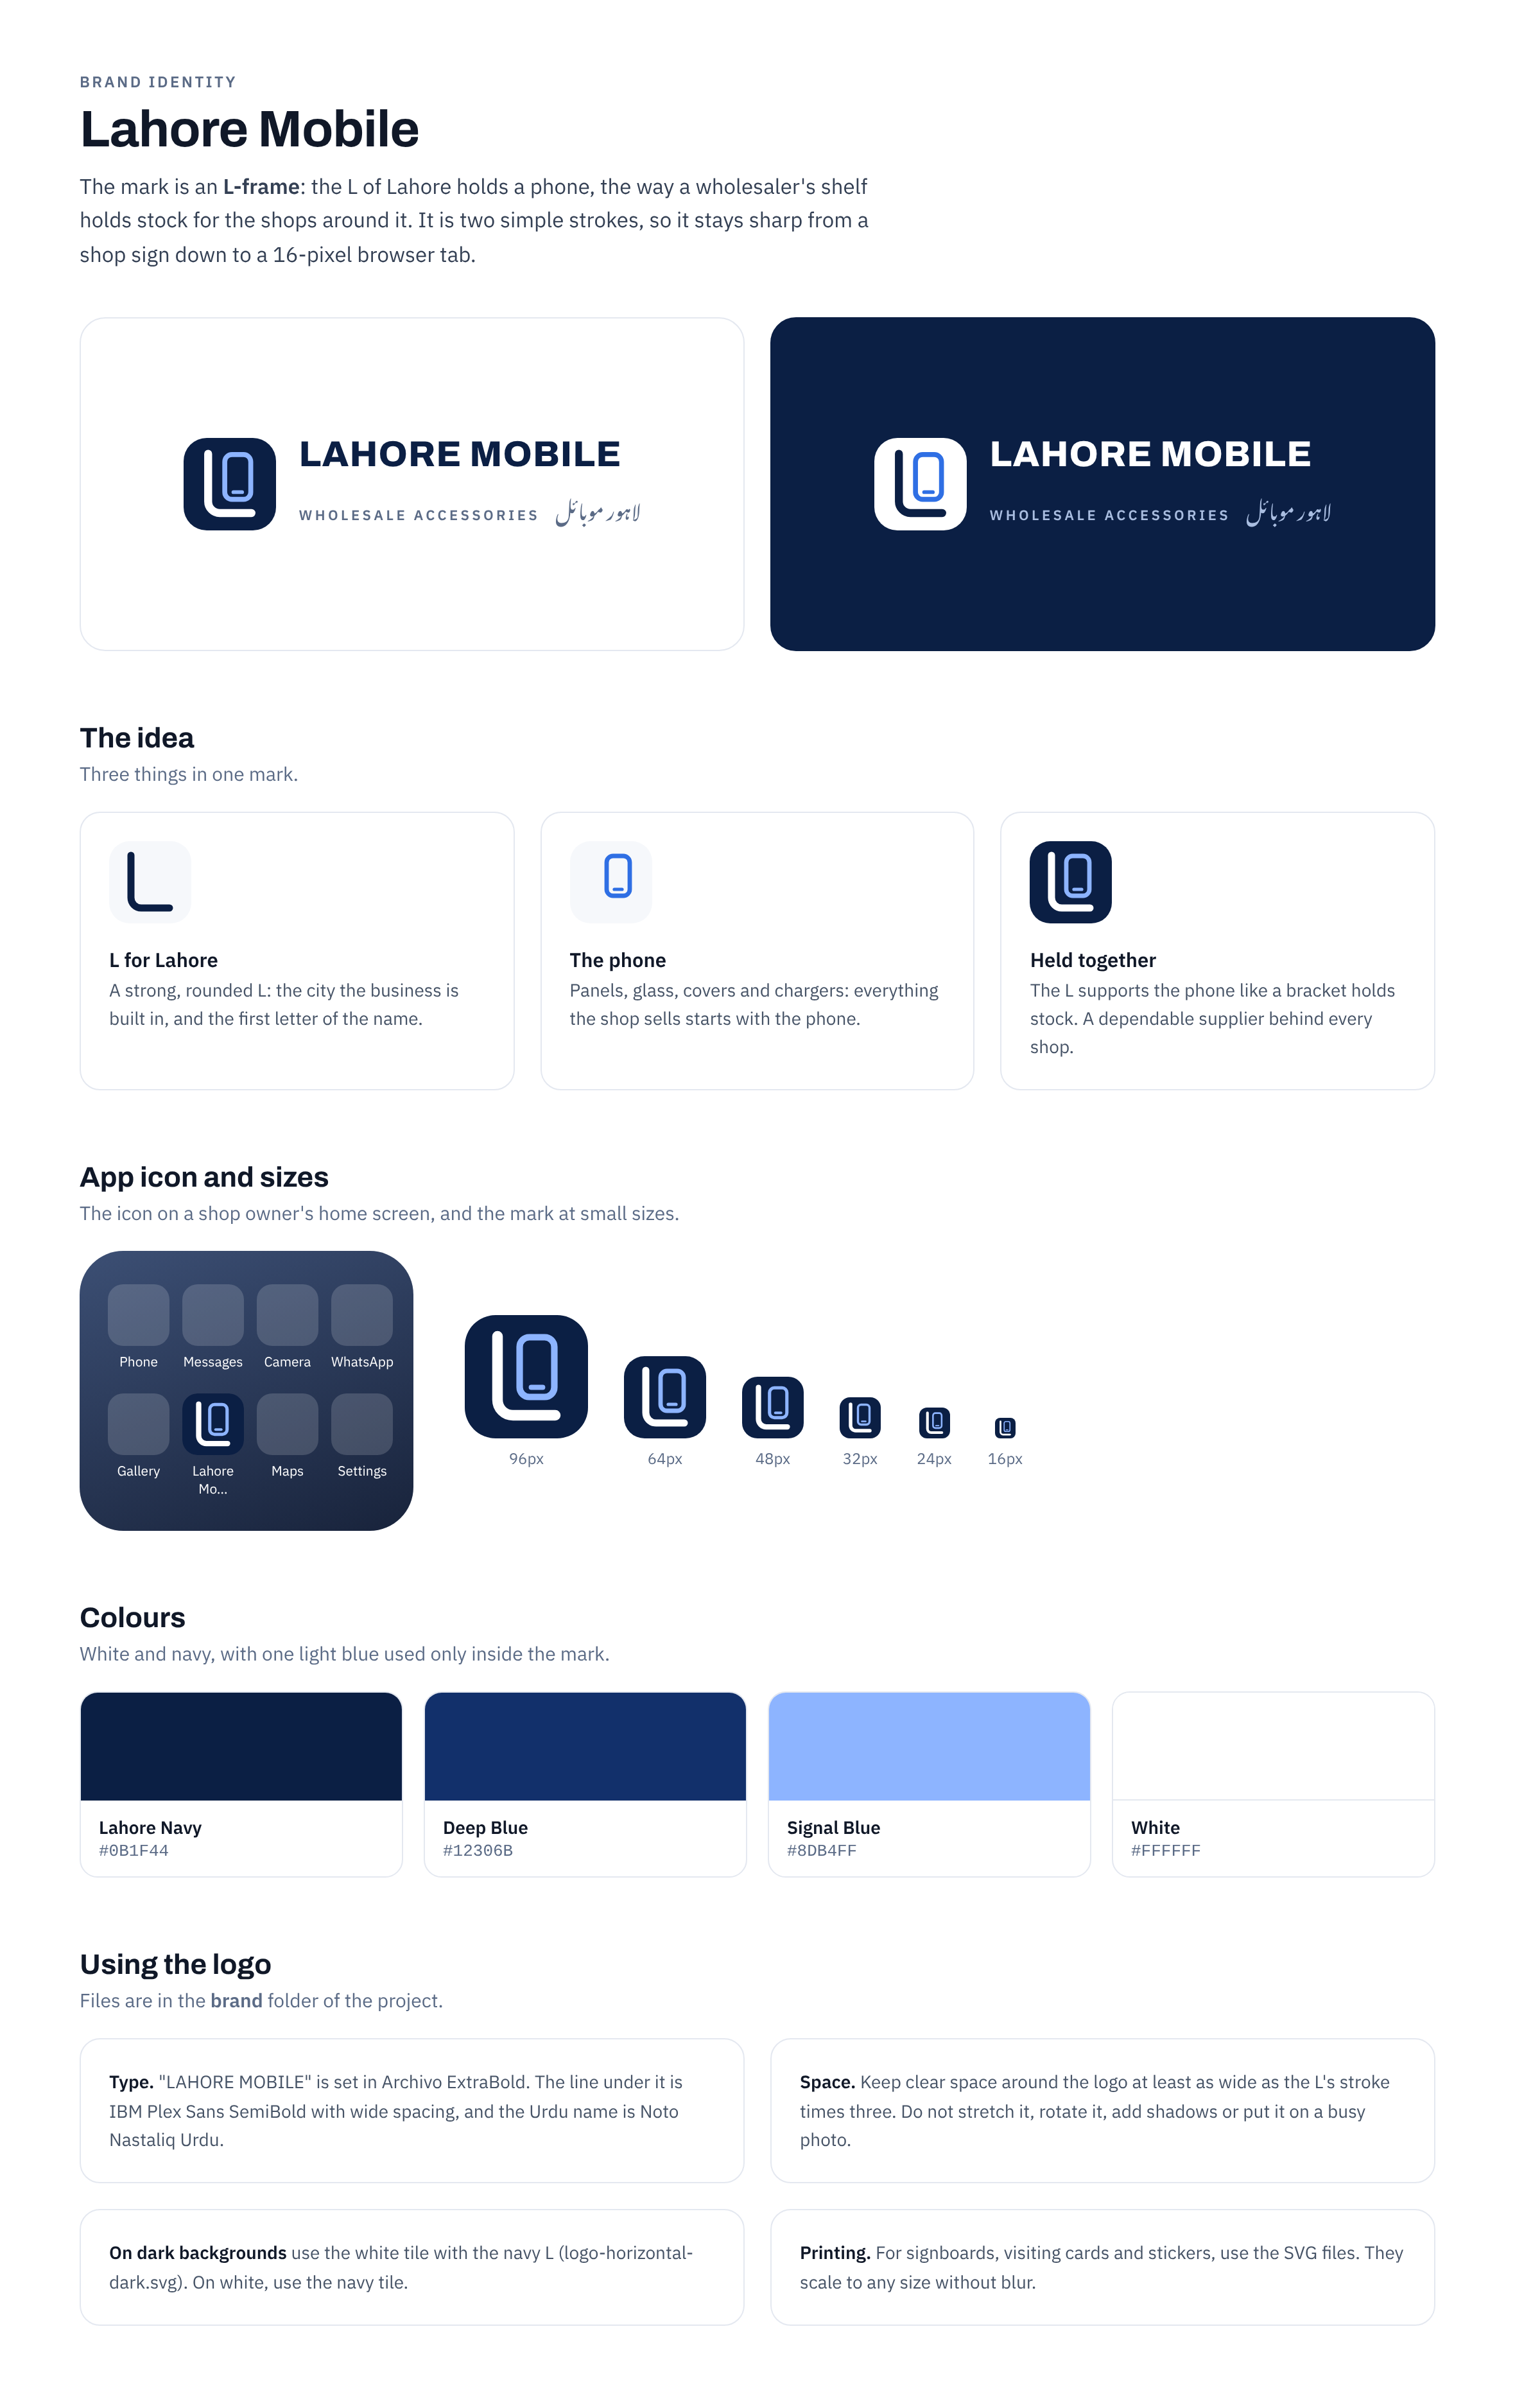 BRAND IDENTITY
Lahore Mobile
The mark is an L-frame: the L of Lahore holds a phone, the way a wholesaler's shelf
holds stock for the shops around it. It is two simple strokes, so it stays sharp from a
shop sign down to a 16-pixel browser tab.
LAHORE MOBILE
WHOLESALE ACCESSORIES لاہور موبائل
LAHORE MOBILE
WHOLESALE ACCESSORIES لاہور موبائل
The idea
Three things in one mark.
L for Lahore
A strong, rounded L: the city the business is
built in, and the first letter of the name.
The phone
Panels, glass, covers and chargers: everything
the shop sells starts with the phone.
Held together
The L supports the phone like a bracket holds
stock. A dependable supplier behind every
shop.
App icon and sizes
The icon on a shop owner's home screen, and the mark at small sizes.
Phone Messages Camera WhatsApp
Gallery Lahore Maps Settings
Mo...
96px 64px 48px 32px 24px 16px
Colours
White and navy, with one light blue used only inside the mark.
Lahore Navy
#0B1F44
Deep Blue
#12306B
Signal Blue
#8DB4FF
White
#FFFFFF
Using the logo
Files are in the brand folder of the project.
Type. "LAHORE MOBILE" is set in Archivo ExtraBold. The line under it is
IBM Plex Sans SemiBold with wide spacing, and the Urdu name is Noto
Nastaliq Urdu.
Space. Keep clear space around the logo at least as wide as the L's stroke
times three. Do not stretch it, rotate it, add shadows or put it on a busy
photo.
On dark backgrounds use the white tile with the navy L (logo-horizontal-
dark.svg). On white, use the navy tile.
Printing. For signboards, visiting cards and stickers, use the SVG files. They
scale to any size without blur.